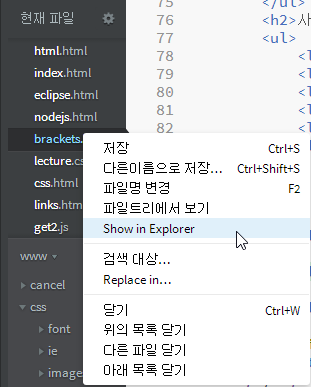 현재 파일
html.html
index.html
eclipse.html
nodejs.html
brackets.
lecture.
css.html
links.htm
get2.js
www
cancel
css
font
ie
image
75 </ul>
76 <h2>사
77 <ul>
78 <l
79 <l
80 <l
81 <l
82 <l
저장 Ctrl+S
다른이름으로 저장... Ctrl+Shift+S
파일명 변경 F2
파일트리에서 보기
Show in Explorer
검색 대상...
Replace in...
닫기 Ctrl+W
위의 목록 닫기
다른 파일 닫기
아래 목록 닫기